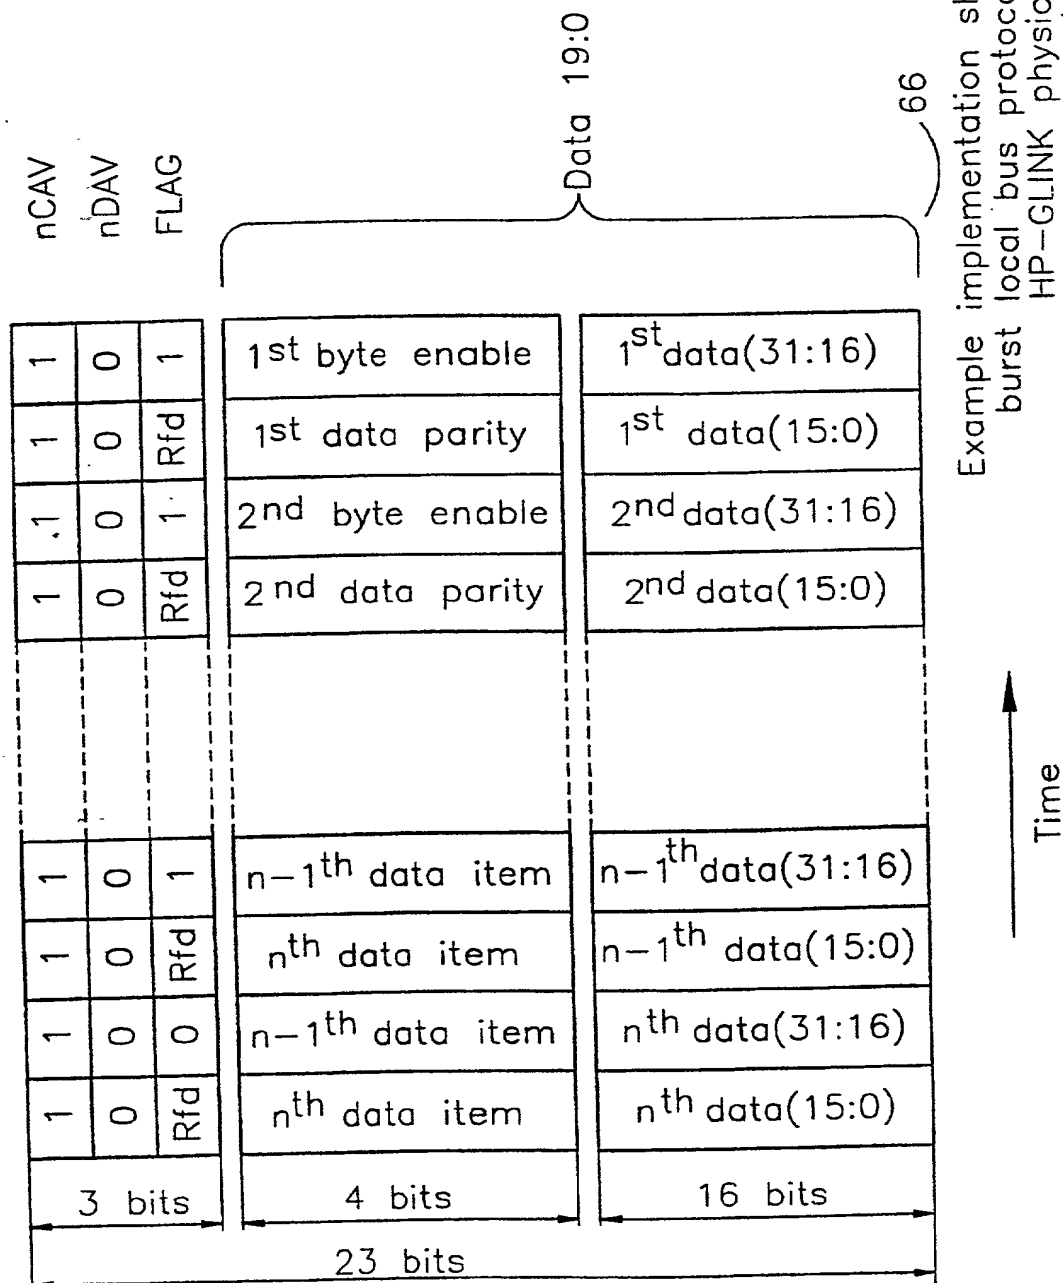 nCAV
nDAV
FLAG
1 0 1 1st byte enable 1st data(31:16)
1 0 Rfd 1st data parity 1st data(15:0)
1 0 1 2nd byte enable 2nd data(31:16)
1 0 Rfd 2nd data parity 2nd data(15:0)
1 0 1 n-1th data item n-1th data(31:16)
1 0 Rfd nth data item n-1th data(15:0)
1 0 0 n-1th data item nth data(31:16)
1 0 Rfd nth data item nth data(15:0)
3 bits 4 bits 16 bits
23 bits
Data 19:0
66
Time
Example implementation
burst local bus
HP-GLINK